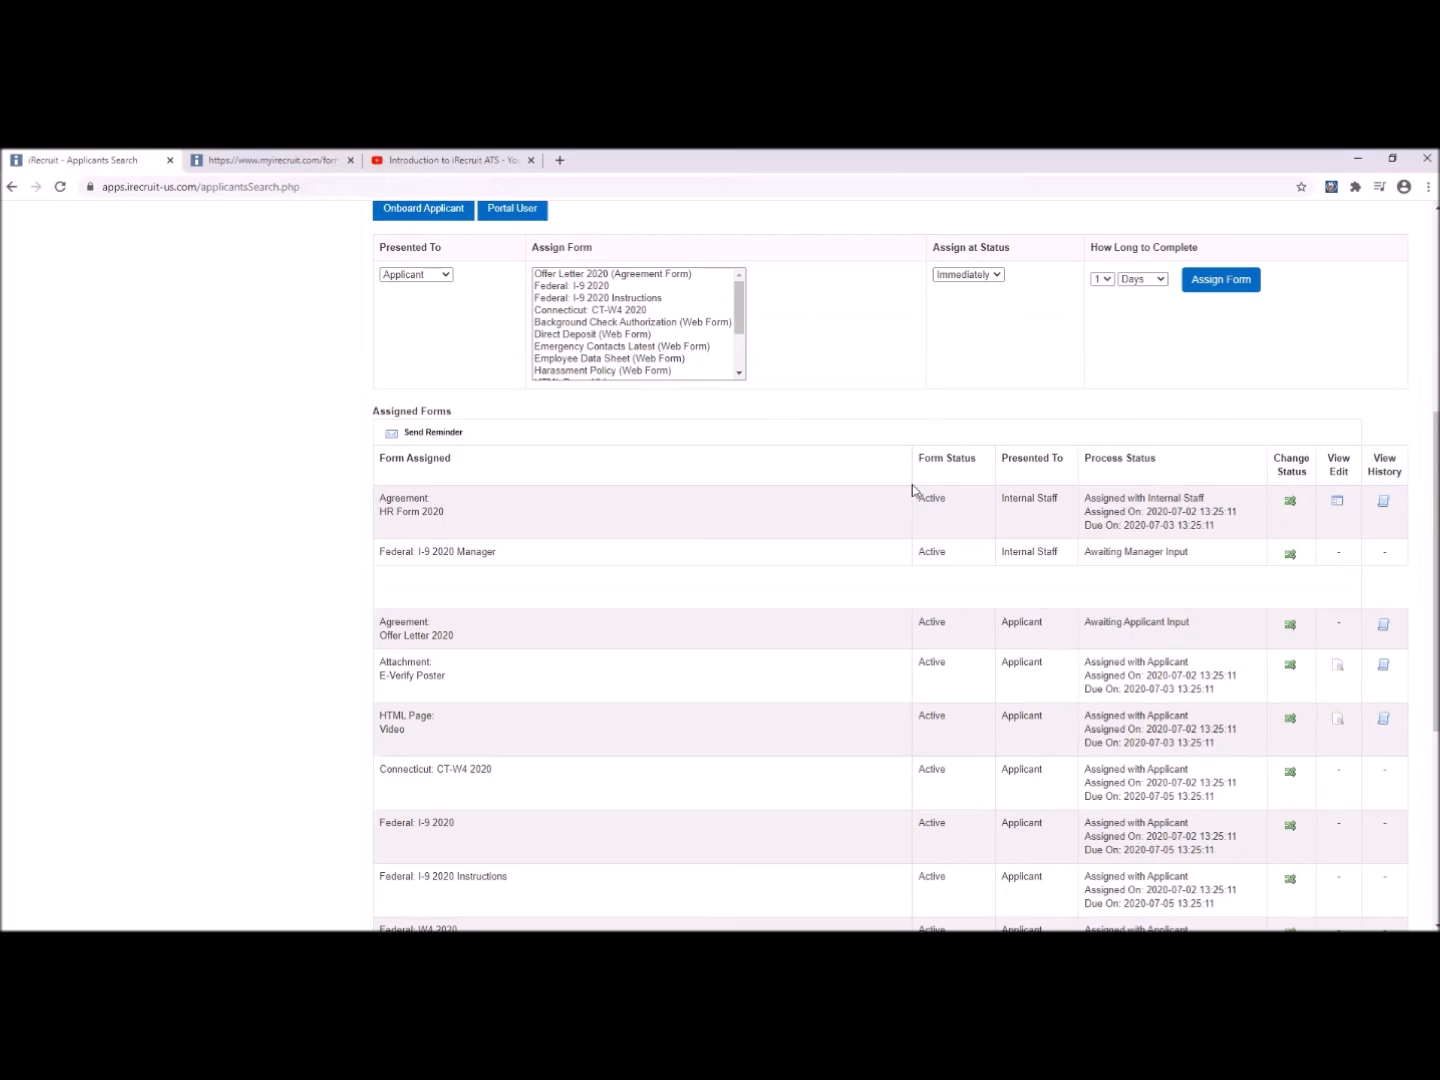 iRecruit - Applicants Search
https://www.myirecruit.com/for
Introduction to iRecruit ATS - Yo
apps.irecruit-us.com/applicantsSearch.php
Onboard Applicant
Portal User
Presented To
Assign Form
Assign at Status
How Long to Complete
Applicant
Offer Letter 2020 (Agreement Form)
Federal: I-9 2020
Federal: I-9 2020 Instructions
Connecticut: CT-W4 2020
Background Check Authorization (Web Form)
Direct Deposit (Web Form)
Emergency Contacts Latest (Web Form)
Employee Data Sheet (Web Form)
Harassment Policy (Web Form)
Immediately
1
Days
Assign Form
Assigned Forms
Send Reminder
Form Assigned
Form Status
Presented To
Process Status
Change
Status
View
Edit
View
History
Agreement:
HR Form 2020
Active
Internal Staff
Assigned with Internal Staff
Assigned On: 2020-07-02 13:25:11
Due On: 2020-07-03 13:25:11
Federal: I-9 2020 Manager
Active
Internal Staff
Awaiting Manager Input
-
-
Agreement:
Offer Letter 2020
Active
Applicant
Awaiting Applicant Input
-
Attachment:
E-Verify Poster
Active
Applicant
Assigned with Applicant
Assigned On: 2020-07-02 13:25:11
Due On: 2020-07-03 13:25:11
HTML Page:
Video
Active
Applicant
Assigned with Applicant
Assigned On: 2020-07-02 13:25:11
Due On: 2020-07-03 13:25:11
Connecticut: CT-W4 2020
Active
Applicant
Assigned with Applicant
Assigned On: 2020-07-02 13:25:11
Due On: 2020-07-05 13:25:11
-
-
Federal: I-9 2020
Active
Applicant
Assigned with Applicant
Assigned On: 2020-07-02 13:25:11
Due On: 2020-07-05 13:25:11
-
-
Federal: I-9 2020 Instructions
Active
Applicant
Assigned with Applicant
Assigned On: 2020-07-02 13:25:11
Due On: 2020-07-05 13:25:11
-
-
Federal: W4 2020
Active
Applicant
Assigned with Applicant